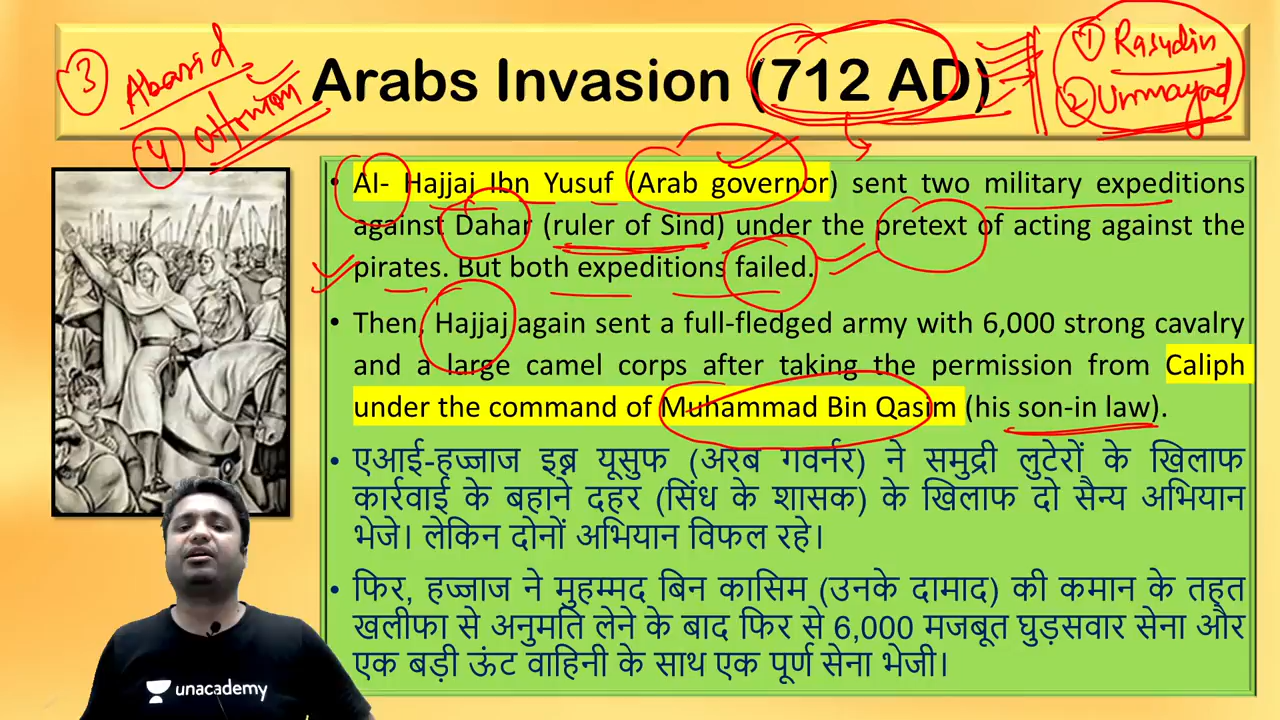 ③ Abasid
④ Ottoman
Arabs Invasion (712 AD)
① Rasydin
② Ummayad
• Al- Hajjaj Ibn Yusuf (Arab governor) sent two military expeditions
against Dahar (ruler of Sind) under the pretext of acting against the
pirates. But both expeditions failed.
• Then, Hajjaj again sent a full-fledged army with 6,000 strong cavalry
and a large camel corps after taking the permission from Caliph
under the command of Muhammad Bin Qasim (his son-in law).
• एआई-हज्जाज इब्न यूसुफ (अरब गवर्नर) ने समुद्री लुटेरों के खिलाफ
कार्रवाई के बहाने दहर (सिंध के शासक) के खिलाफ दो सैन्य अभियान
भेजे। लेकिन दोनों अभियान विफल रहे।
• फिर, हज्जाज ने मुहम्मद बिन कासिम (उनके दामाद) की कमान के तहत
खलीफा से अनुमति लेने के बाद फिर से 6,000 मजबूत घुड़सवार सेना और
एक बड़ी ऊंट वाहिनी के साथ एक पूर्ण सेना भेजी।
unacademy